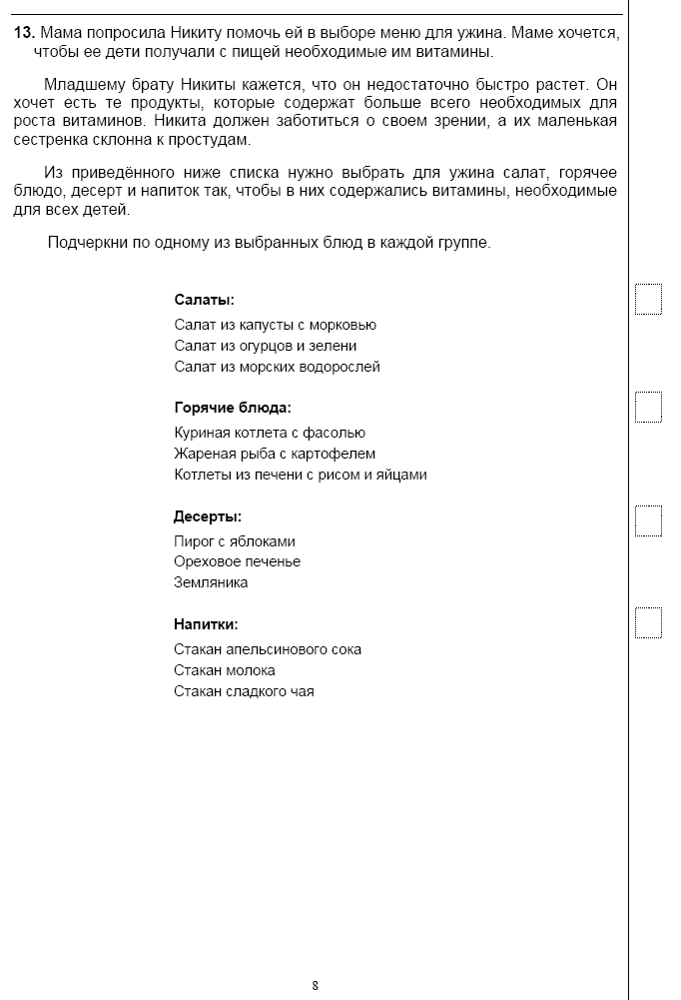 13. Мама попросила Никиту помочь ей в выборе меню для ужина. Маме хочется,
чтобы ее дети получали с пищей необходимые им витамины.
Младшему брату Никиты кажется, что он недостаточно быстро растет. Он
хочет есть те продукты, которые содержат больше всего необходимых для
роста витаминов. Никита должен заботиться о своем зрении, а их маленькая
сестренка склонна к простудам.
Из приведённого ниже списка нужно выбрать для ужина салат, горячее
блюдо, десерт и напиток так, чтобы в них содержались витамины, необходимые
для всех детей.
Подчеркни по одному из выбранных блюд в каждой группе.
Салаты:
Салат из капусты с морковью
Салат из огурцов и зелени
Салат из морских водорослей
Горячие блюда:
Куриная котлета с фасолью
Жареная рыба с картофелем
Котлеты из печени с рисом и яйцами
Десерты:
Пирог с яблоками
Ореховое печенье
Земляника
Напитки:
Стакан апельсинового сока
Стакан молока
Стакан сладкого чая
8